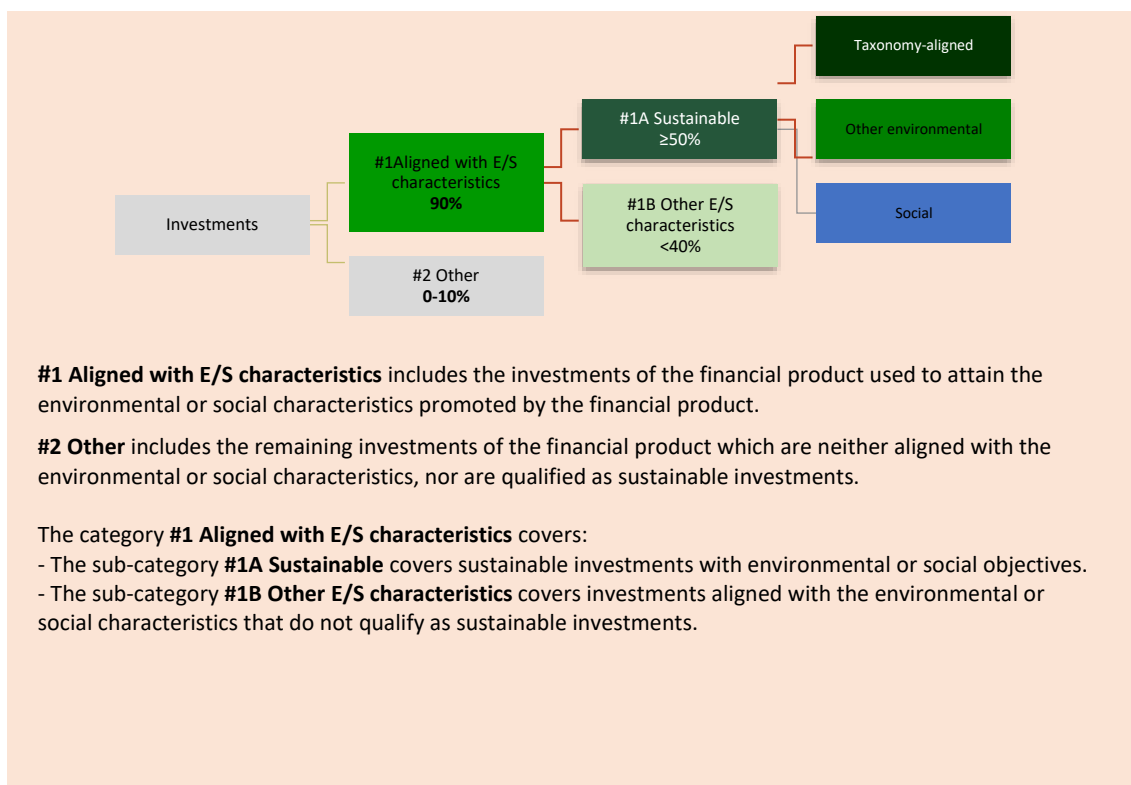 Taxonomy-aligned
#1A Sustainable
≥50%
Other environmental
#1Aligned with E/S
characteristics
90%
#1B Other E/S
characteristics
<40%
Social
Investments
#2 Other
0-10%
#1 Aligned with E/S characteristics includes the investments of the financial product used to attain the
environmental or social characteristics promoted by the financial product.
#2 Other includes the remaining investments of the financial product which are neither aligned with the
environmental or social characteristics, nor are qualified as sustainable investments.
The category #1 Aligned with E/S characteristics covers:
- The sub-category #1A Sustainable covers sustainable investments with environmental or social objectives.
- The sub-category #1B Other E/S characteristics covers investments aligned with the environmental or
social characteristics that do not qualify as sustainable investments.